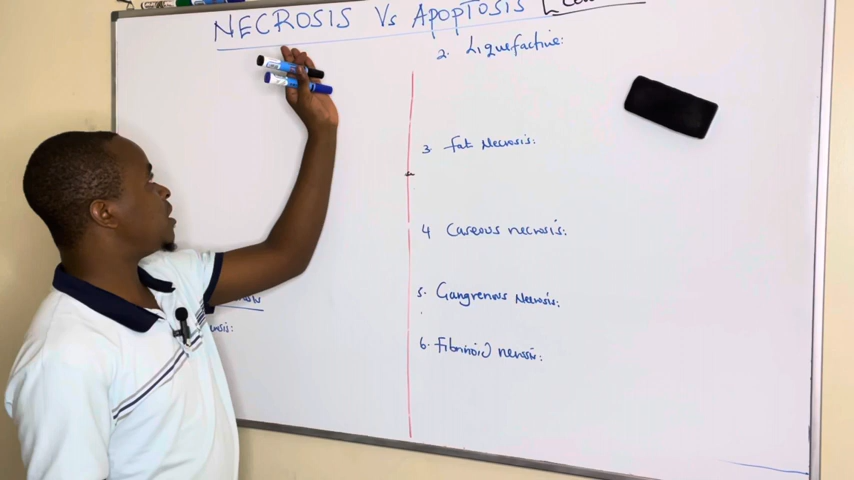 NECROSIS Vs APOPTOSIS
2. Liquefactive:
3. Fat Necrosis:
4 Caseous necrosis:
5. Gangrenous Necrosis:
6. Fibrinoid necrosis: